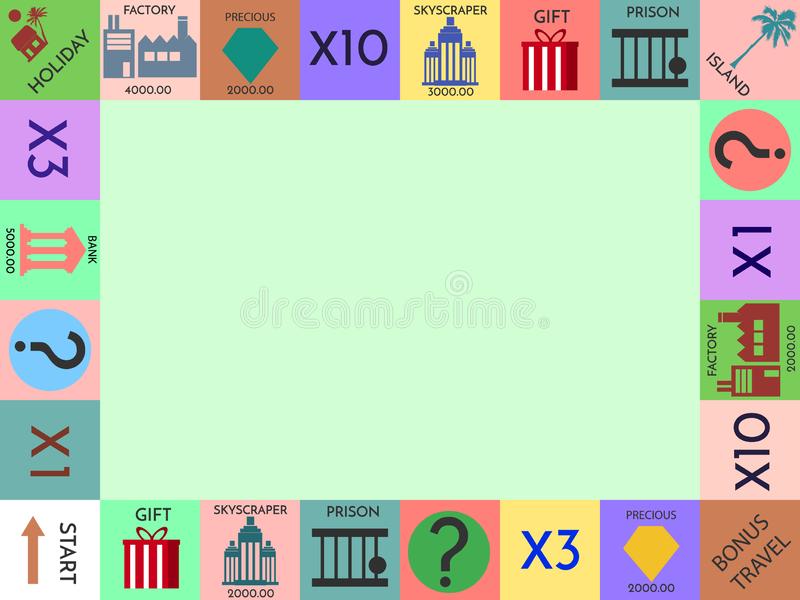 HOLIDAY
FACTORY
4000.00
PRECIOUS
2000.00
X10
SKYSCRAPER
3000.00
GIFT
PRISON
ISLAND
X3
?
BANK
5000.00
X1
?
FACTORY
2000.00
dreamstime
X1
X10
START
GIFT
SKYSCRAPER
2000.00
PRISON
?
X3
PRECIOUS
2000.00
BONUS
TRAVEL